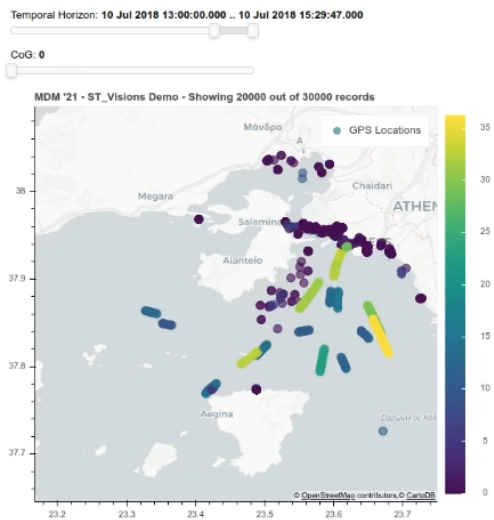 Temporal Horizon: 10 Jul 2018 13:00:00.000 .. 10 Jul 2018 15:29:47.000
CoG: 0
MDM '21 - ST_Visions Demo - Showing 20000 out of 30000 records
Μάνδρα
GPS Locations
Α
Chaidari
Megara
ATHEN
Salamina
Aianteio
Aegina
Σαρωνικός Κόλ
© OpenStreetMap contributors,© CartoDB
38
37.9
37.8
37.7
23.2
23.3
23.4
23.5
23.6
23.7
35
30
25
20
15
10
5
0